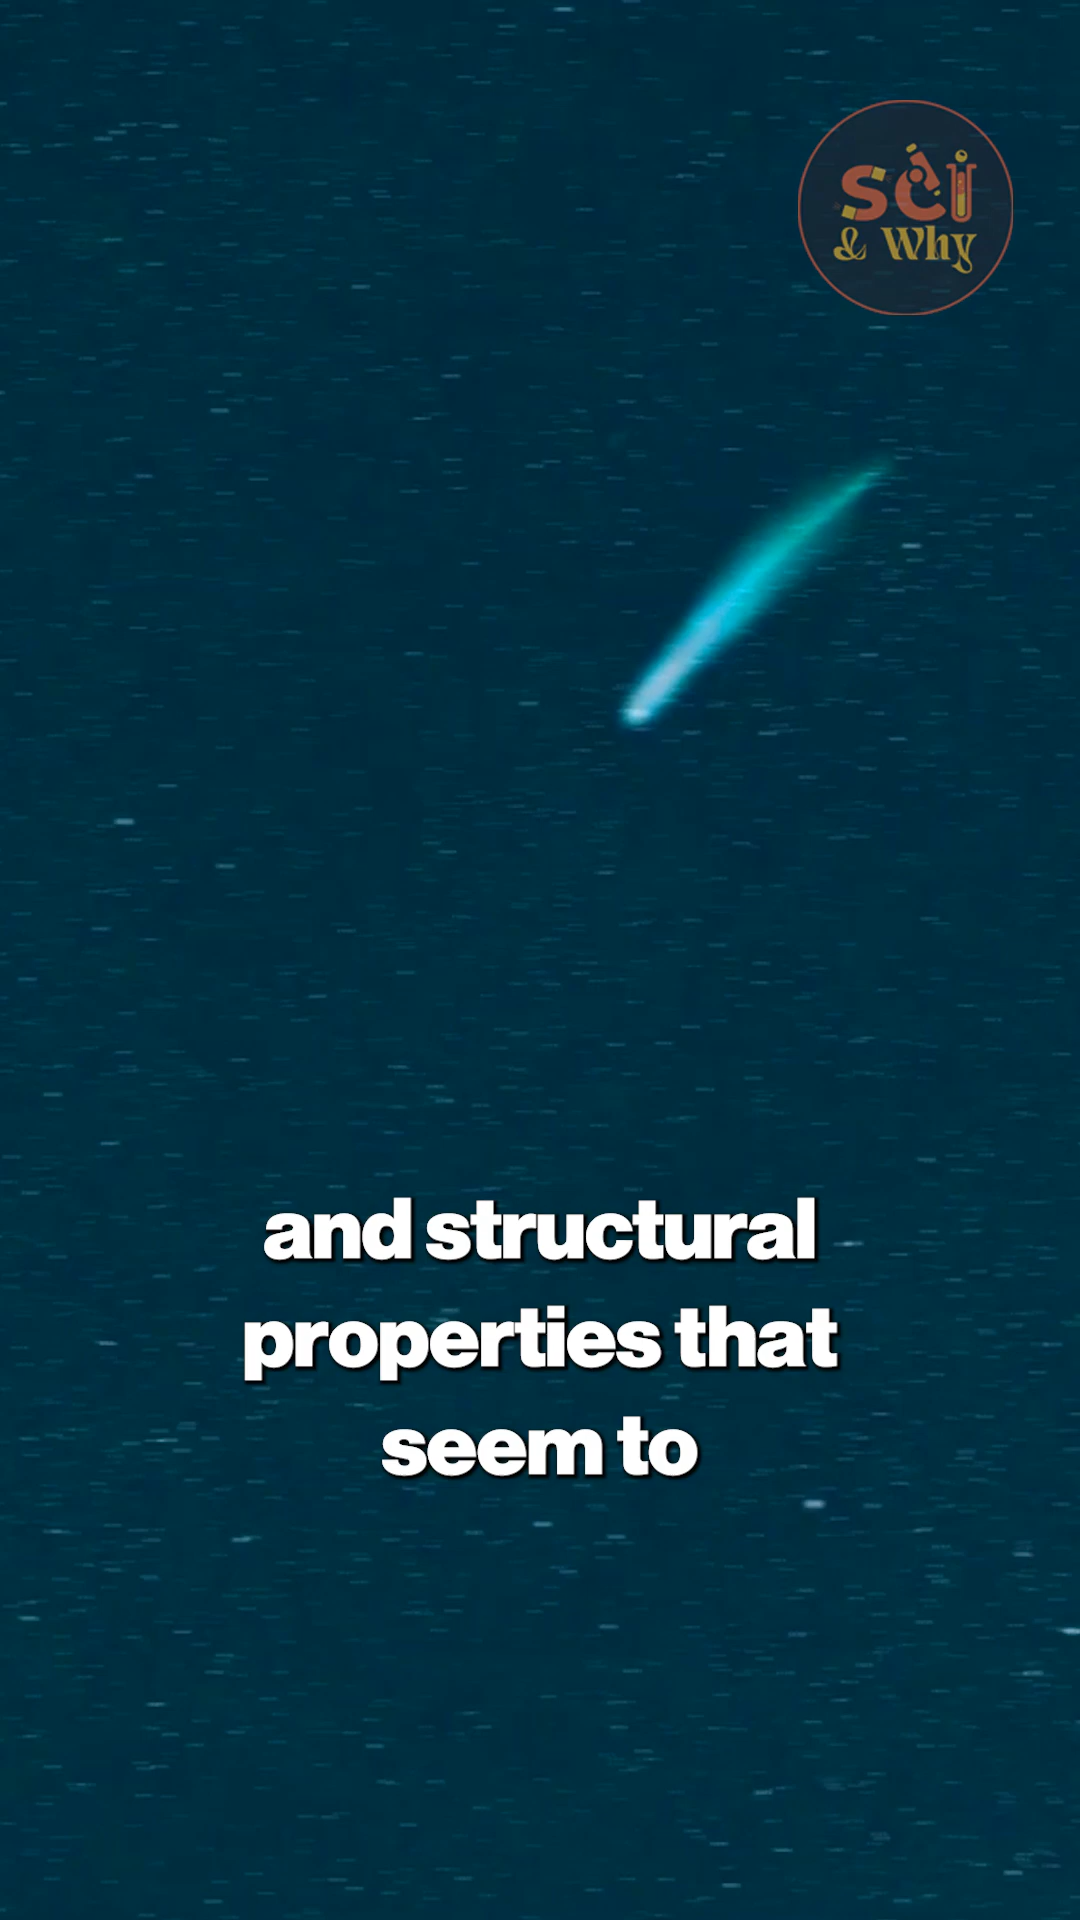 sci
& Why
and structural
properties that
seem to